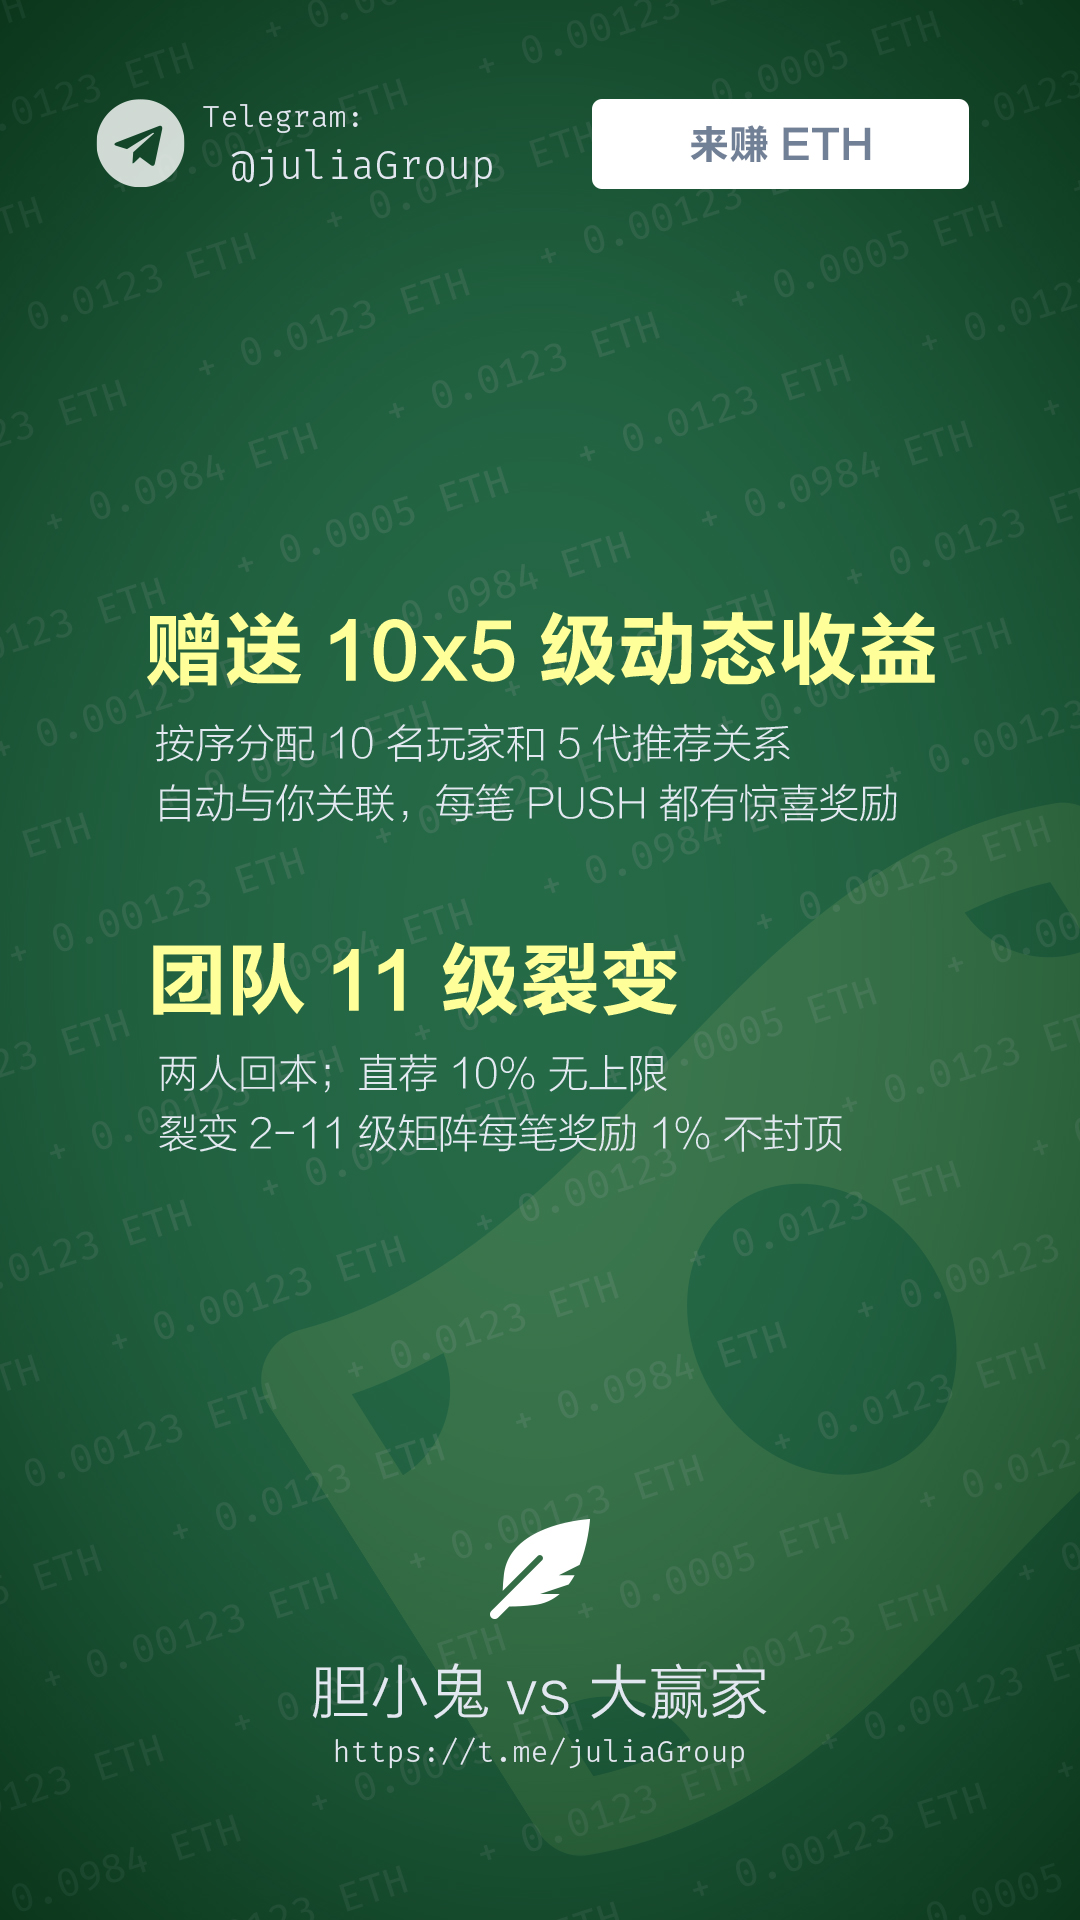 Telegram:
@juliaGroup
来赚 ETH
赠送 10x5 级动态收益
按序分配 10 名玩家和 5 代推荐关系
自动与你关联，每笔 PUSH 都有惊喜奖励
团队 11 级裂变
两人回本；直荐 10% 无上限
裂变 2-11 级矩阵每笔奖励 1% 不封顶
胆小鬼 vs 大赢家
https://t.me/juliaGroup